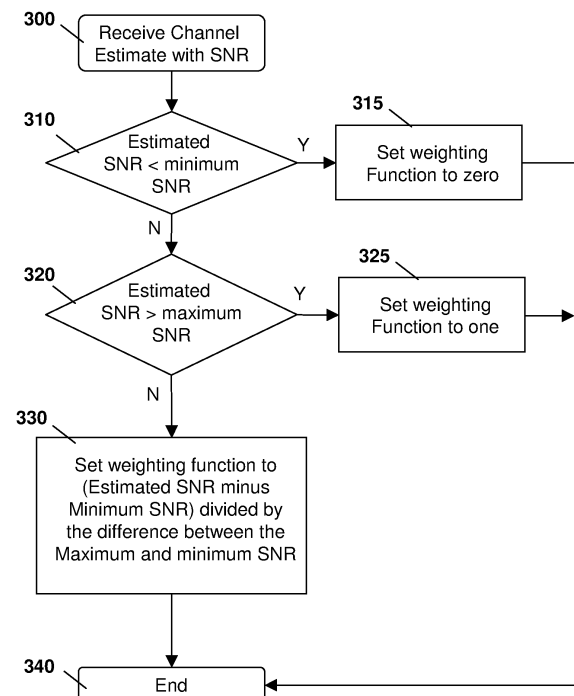 300
Receive Channel
Estimate with SNR
310
Estimated
SNR < minimum
SNR
Y
315
Set weighting
Function to zero
N
320
Estimated
SNR > maximum
SNR
Y
325
Set weighting
Function to one
N
330
Set weighting function to
(Estimated SNR minus
Minimum SNR) divided by
the difference between the
Maximum and minimum SNR
340
End